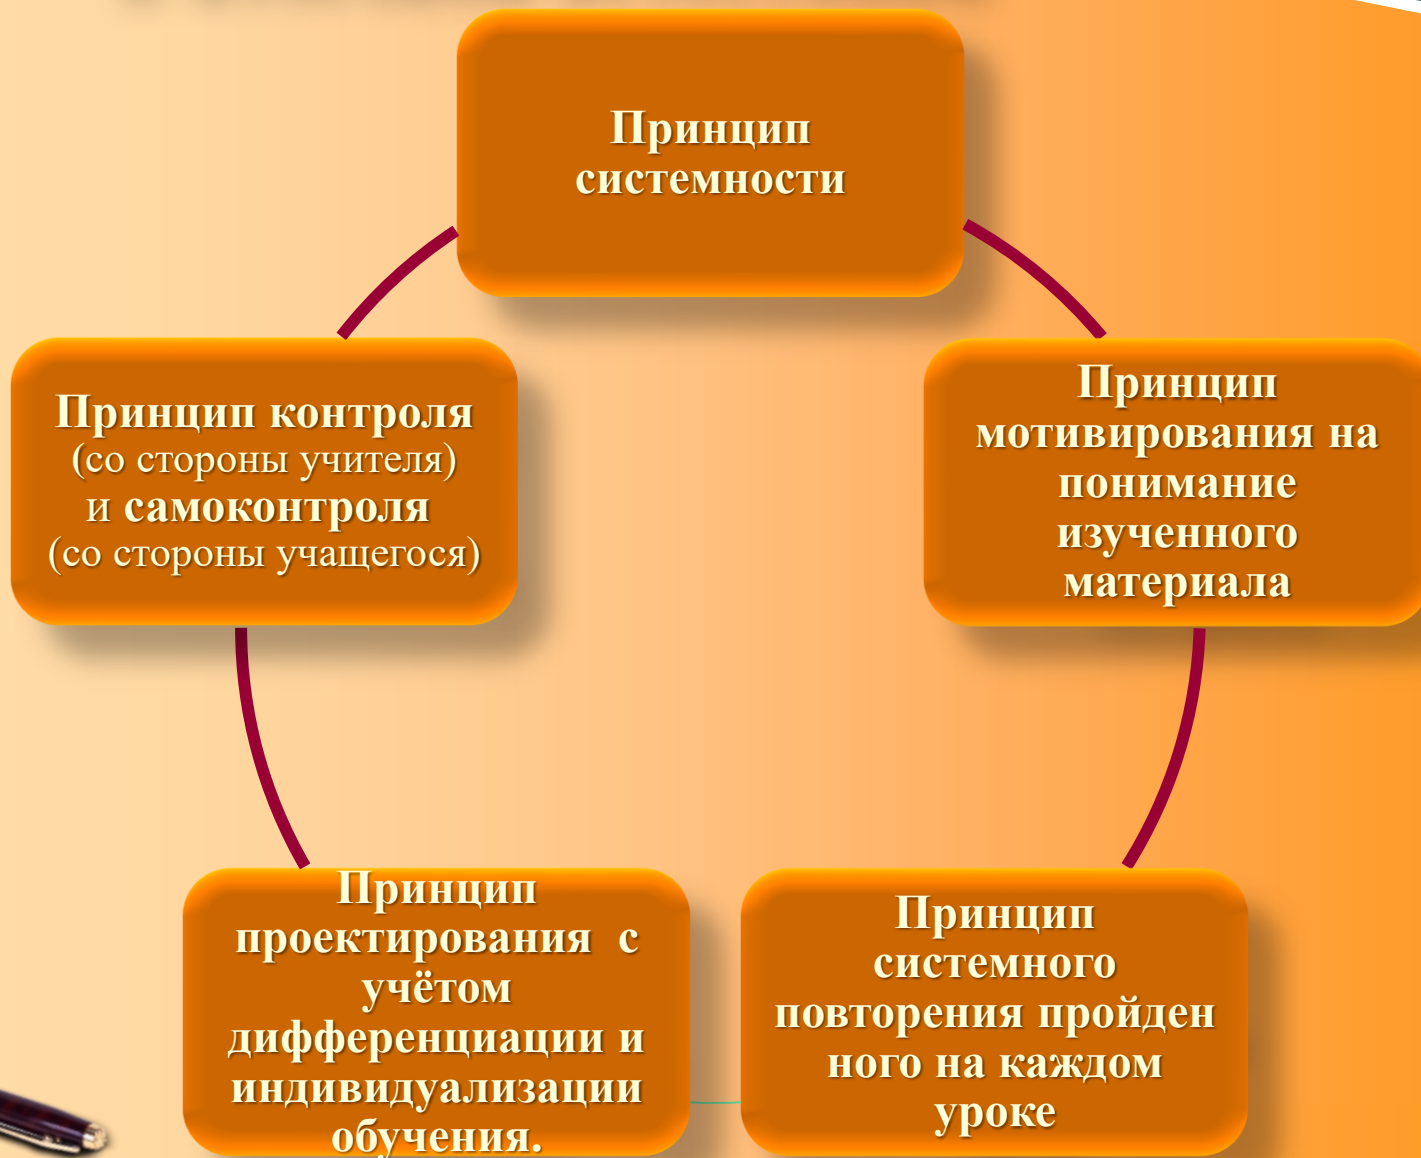 Принцип
системности
Принцип контроля
(со стороны учителя)
и самоконтроля
(со стороны учащегося)
Принцип
мотивирования на
понимание
изученного
материала
Принцип
проектирования с
учётом
дифференциации и
индивидуализации
обучения.
Принцип
системного
повторения пройден
ного на каждом
уроке